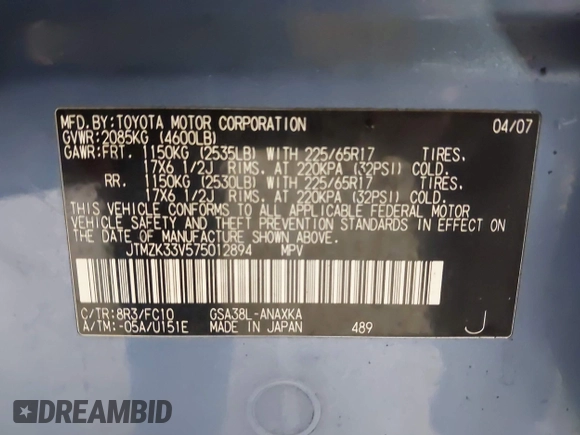 MFD.BY:TOYOTA MOTOR CORPORATION 04/07
GVWR:2085KG (4600LB)
GAWR:FRT. 1150KG (2535LB) WITH 225/65R17 TIRES.
17X6 1/2J RIMS. AT 220KPA (32PSI) COLD.
RR. 1150KG (2530LB) WITH 225/65R17 TIRES.
17X6 1/2J RIMS. AT 220KPA (32PSI) COLD.
THIS VEHICLE CONFORMS TO ALL APPLICABLE FEDERAL MOTOR
VEHICLE SAFETY AND THEFT PREVENTION STANDARDS IN EFFECT
ON THE DATE OF MANUFACTURE SHOWN ABOVE.
JTMZK33V575012894 MPV
C/TR:8R3/FC10 GSA38L-ANAXKA
A/TM:-05A/U151E MADE IN JAPAN 489 J
DREAMBID